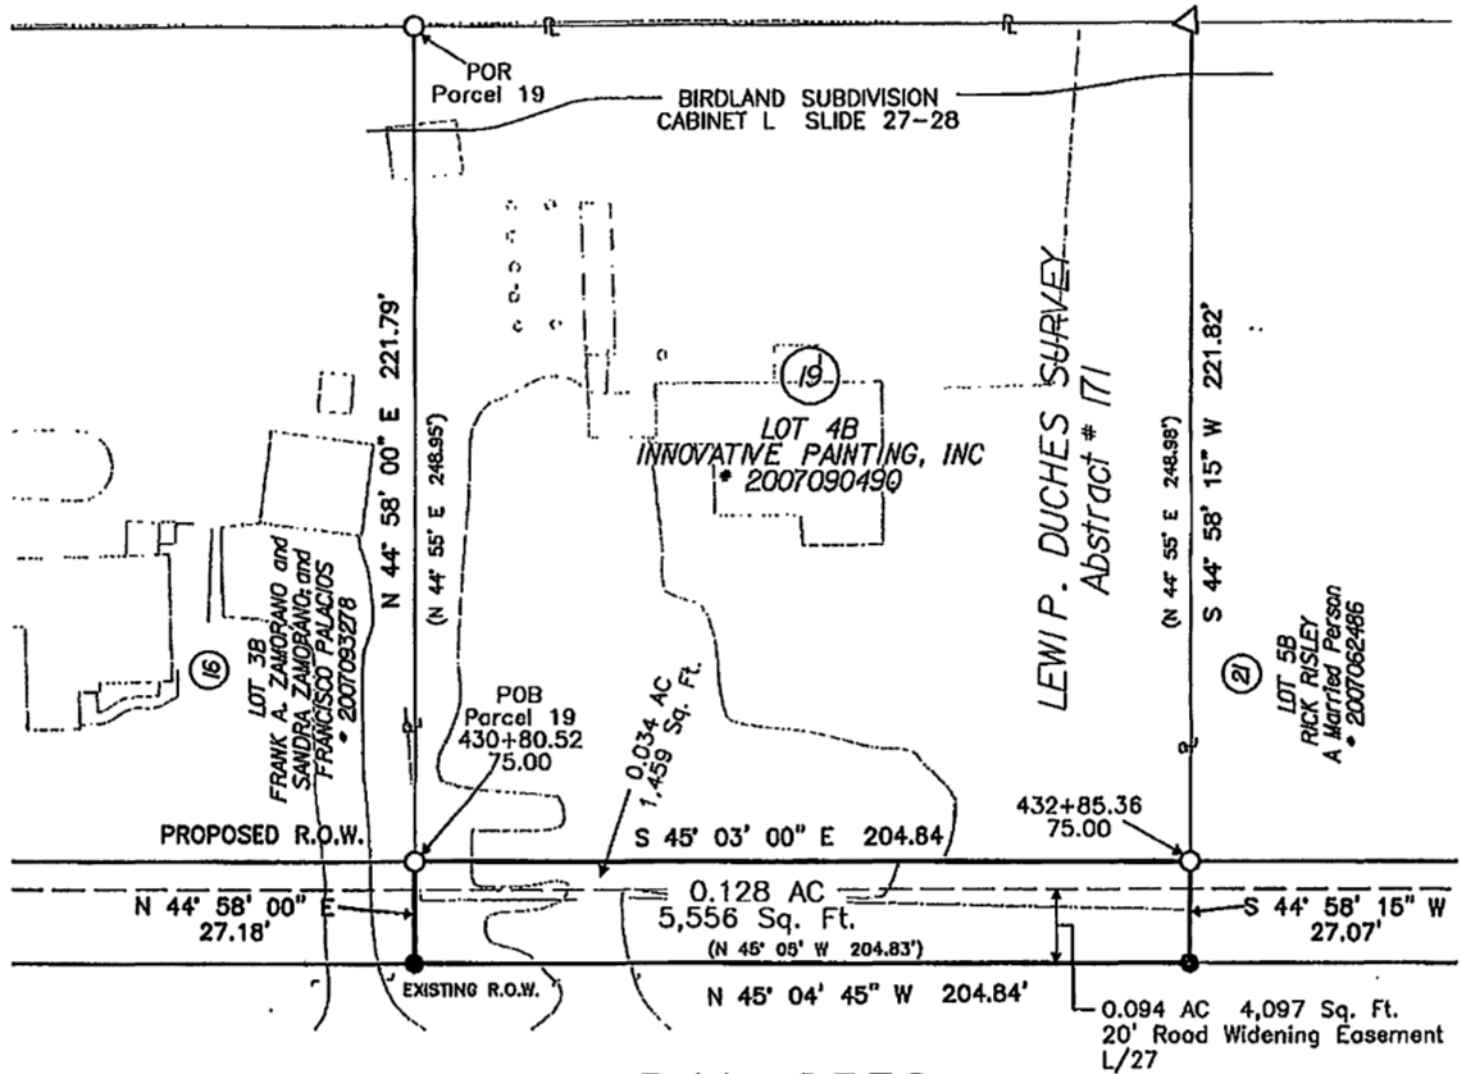 POR
Parcel 19
BIRDLAND SUBDIVISION
CABINET L SLIDE 27-28
N 44° 58' 00" E 221.79'
(N 44° 55' E 248.95')
19
LOT 4B
INNOVATIVE PAINTING, INC
* 2007090490
LEWI P. DUCHES SURVEY
Abstract # 171
(N 44° 55' E 248.98')
S 44° 58' 15" W 221.82'
16
LOT 3B
FRANK A. ZAMORANO and
SANDRA ZAMORANO; and
FRANCISCO PALACIOS
* 2007093278
21
LOT 5B
RICK RISLEY
A Married Person
* 2007062486
POB
Parcel 19
430+80.52
75.00
0.034 AC
1,459 Sq. Ft.
432+85.36
75.00
PROPOSED R.O.W.
S 45° 03' 00" E 204.84
N 44° 58' 00" E
27.18'
0.128 AC
5,556 Sq. Ft.
(N 45° 05' W 204.83')
S 44° 58' 15" W
27.07'
EXISTING R.O.W.
N 45° 04' 45" W 204.84'
0.094 AC 4,097 Sq. Ft.
20' Road Widening Easement
L/27